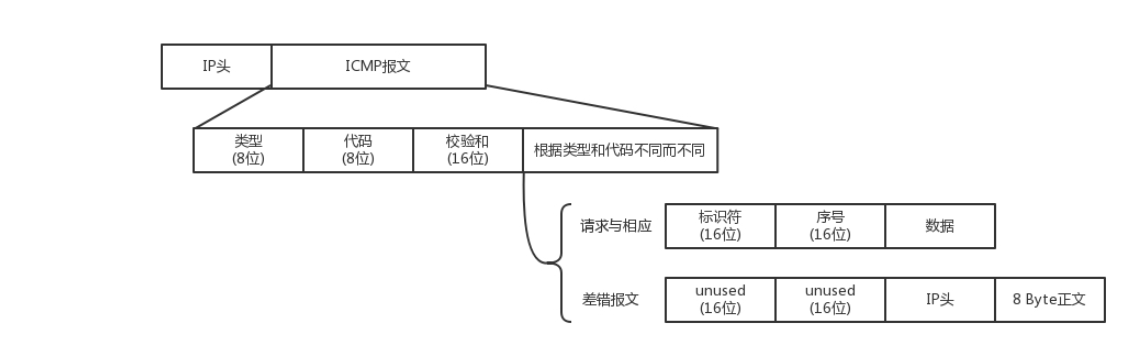 IP头
ICMP报文
类型
(8位)
代码
(8位)
校验和
(16位)
根据类型和代码不同而不同
请求与相应
标识符
(16位)
序号
(16位)
数据
差错报文
unused
(16位)
unused
(16位)
IP头
8 Byte正文